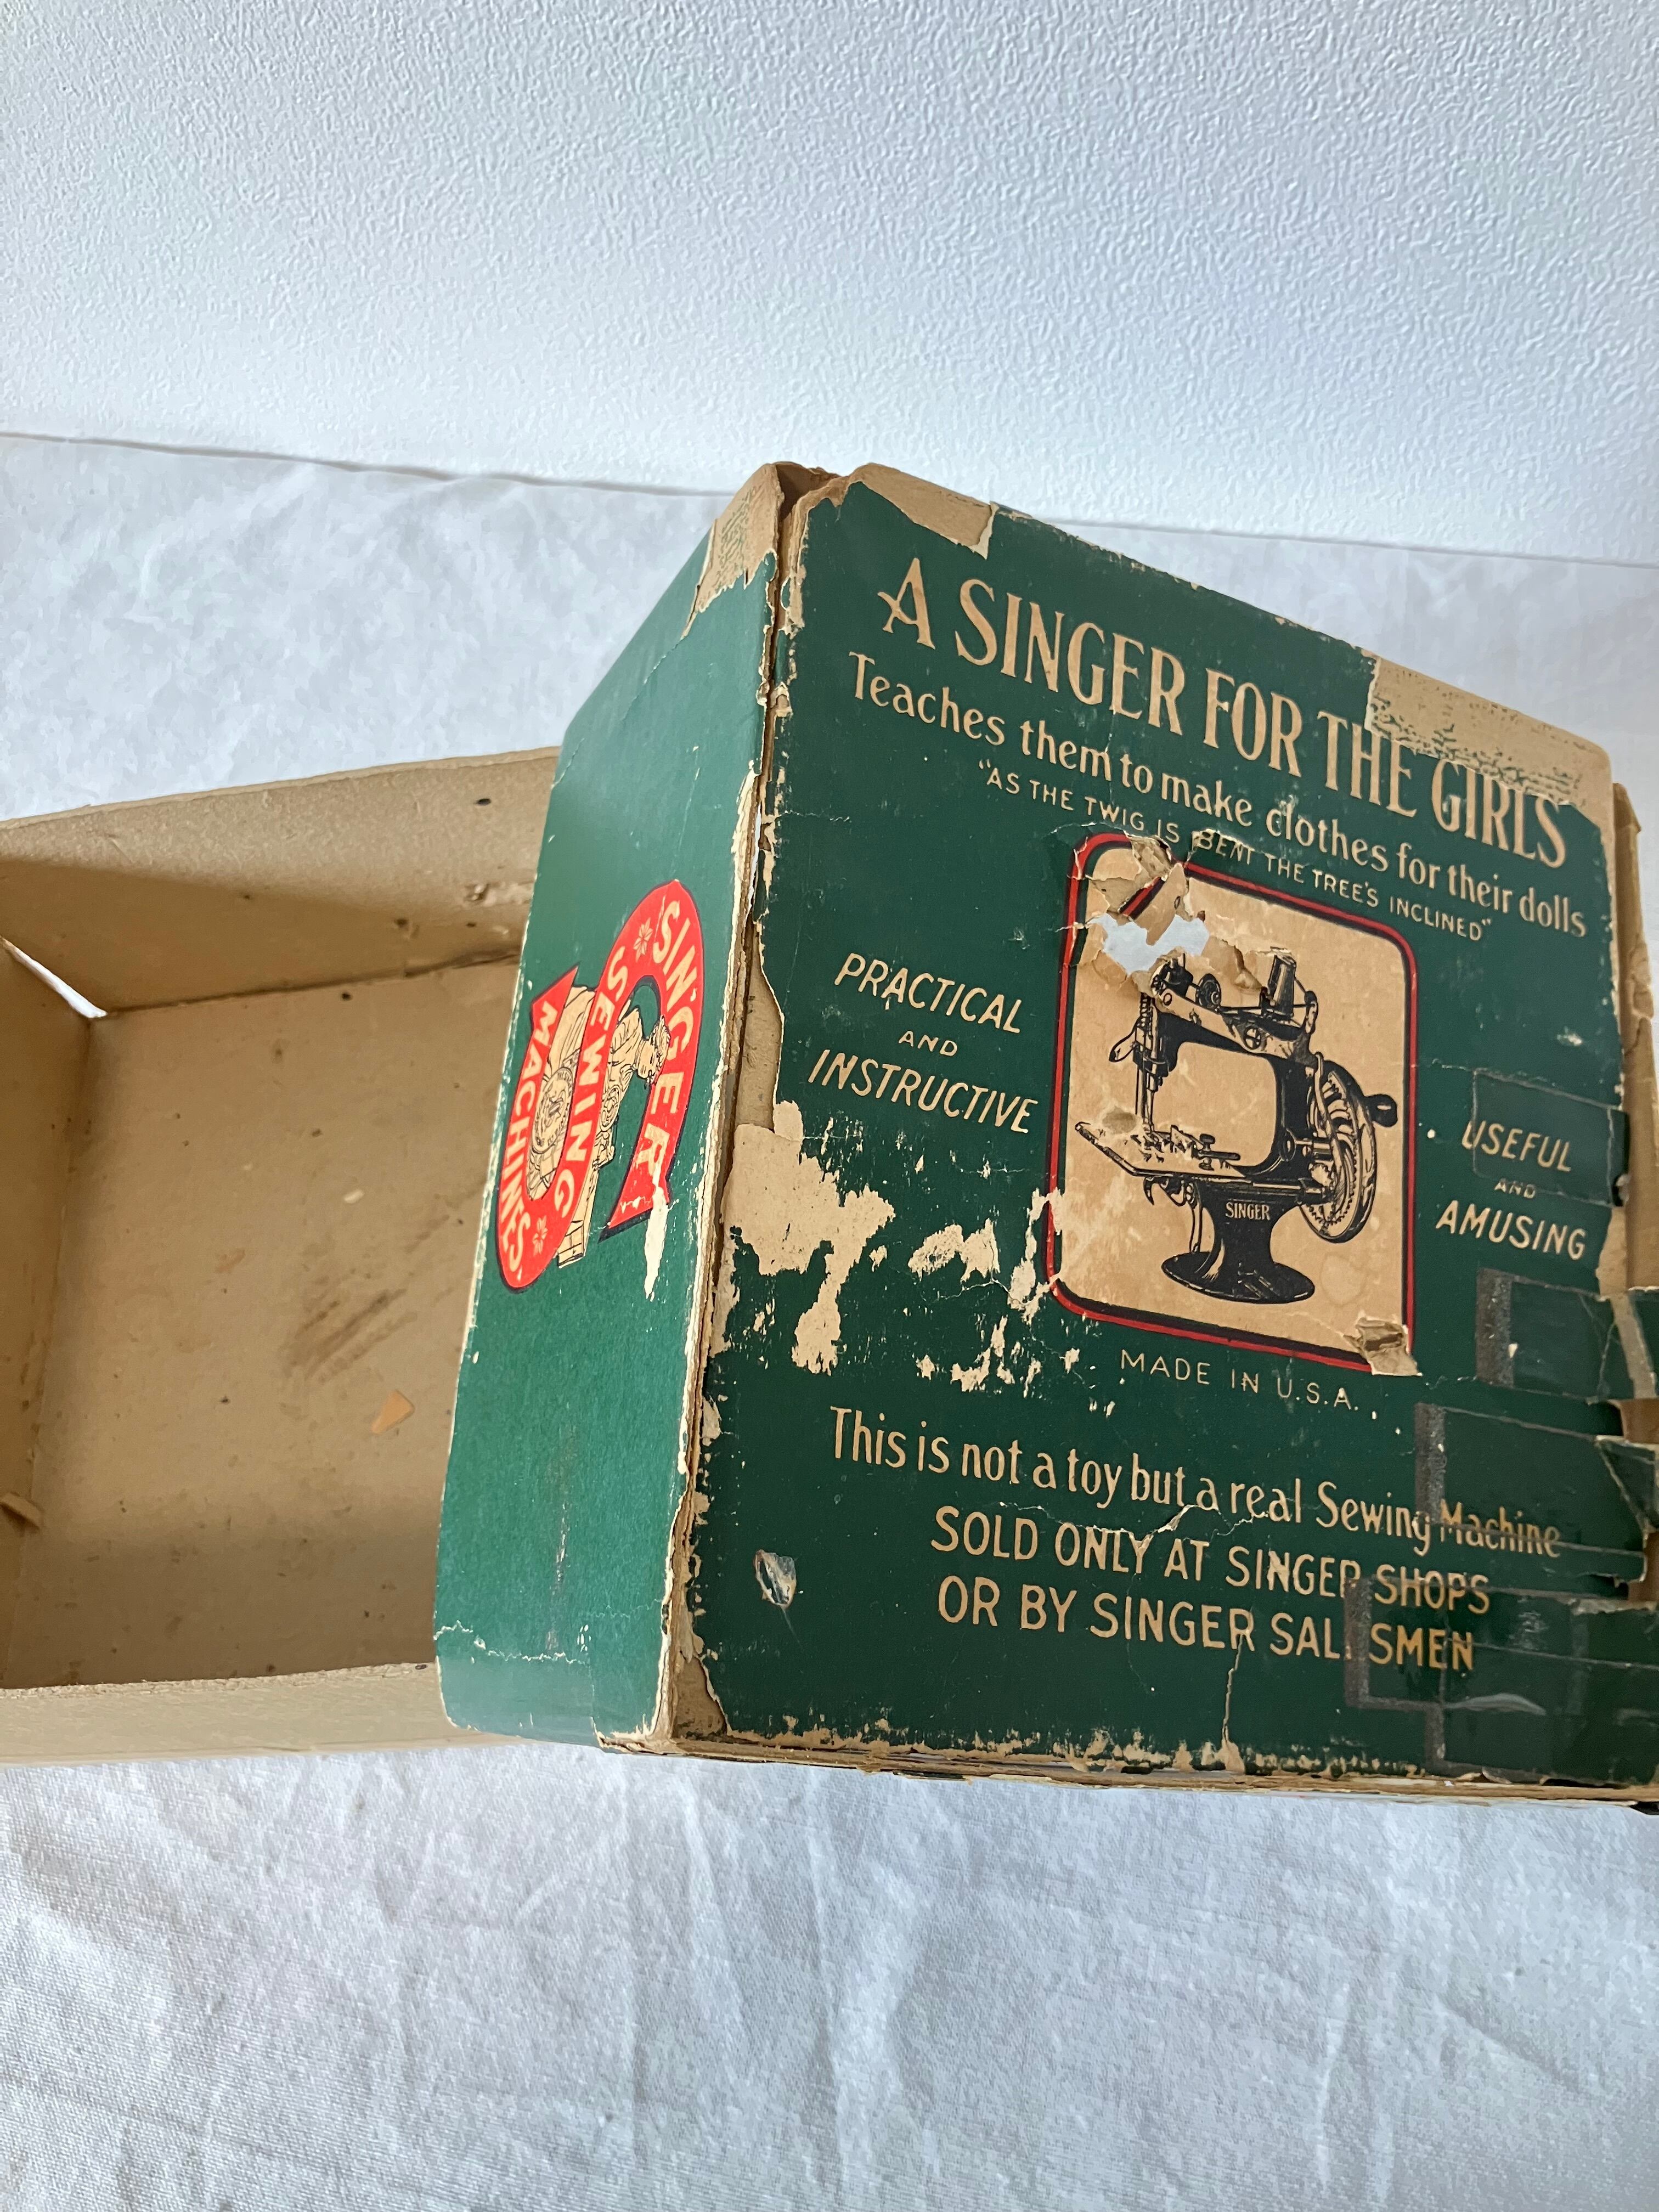 A SINGER FOR THE GIRLS
Teaches them to make clothes for their dolls
"AS THE TWIG IS BENT THE TREE'S INCLINED"
PRACTICAL
AND
INSTRUCTIVE
SINGER
USEFUL
AND
AMUSING
MADE IN U.S.A.
This is not a toy but a real Sewing Machine
SOLD ONLY AT SINGER SHOPS
OR BY SINGER SALESMEN
SINGER
SEWING
MACHINES